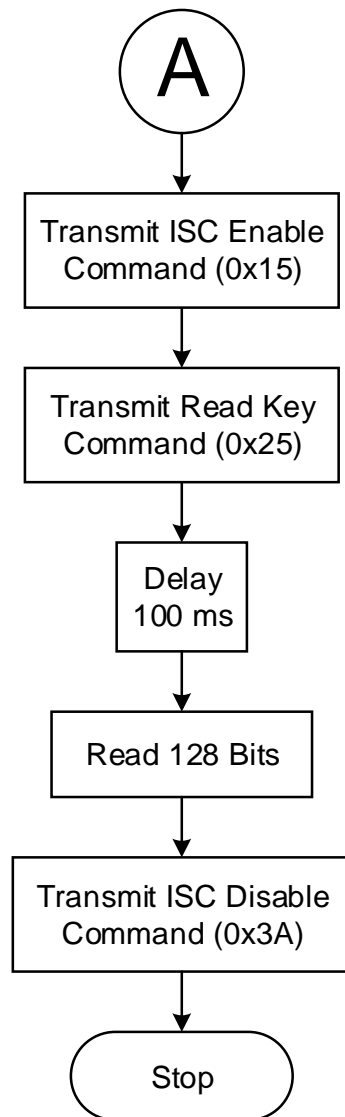 A
Transmit ISC Enable
Command (0x15)
Transmit Read Key
Command (0x25)
Delay
100 ms
Read 128 Bits
Transmit ISC Disable
Command (0x3A)
Stop